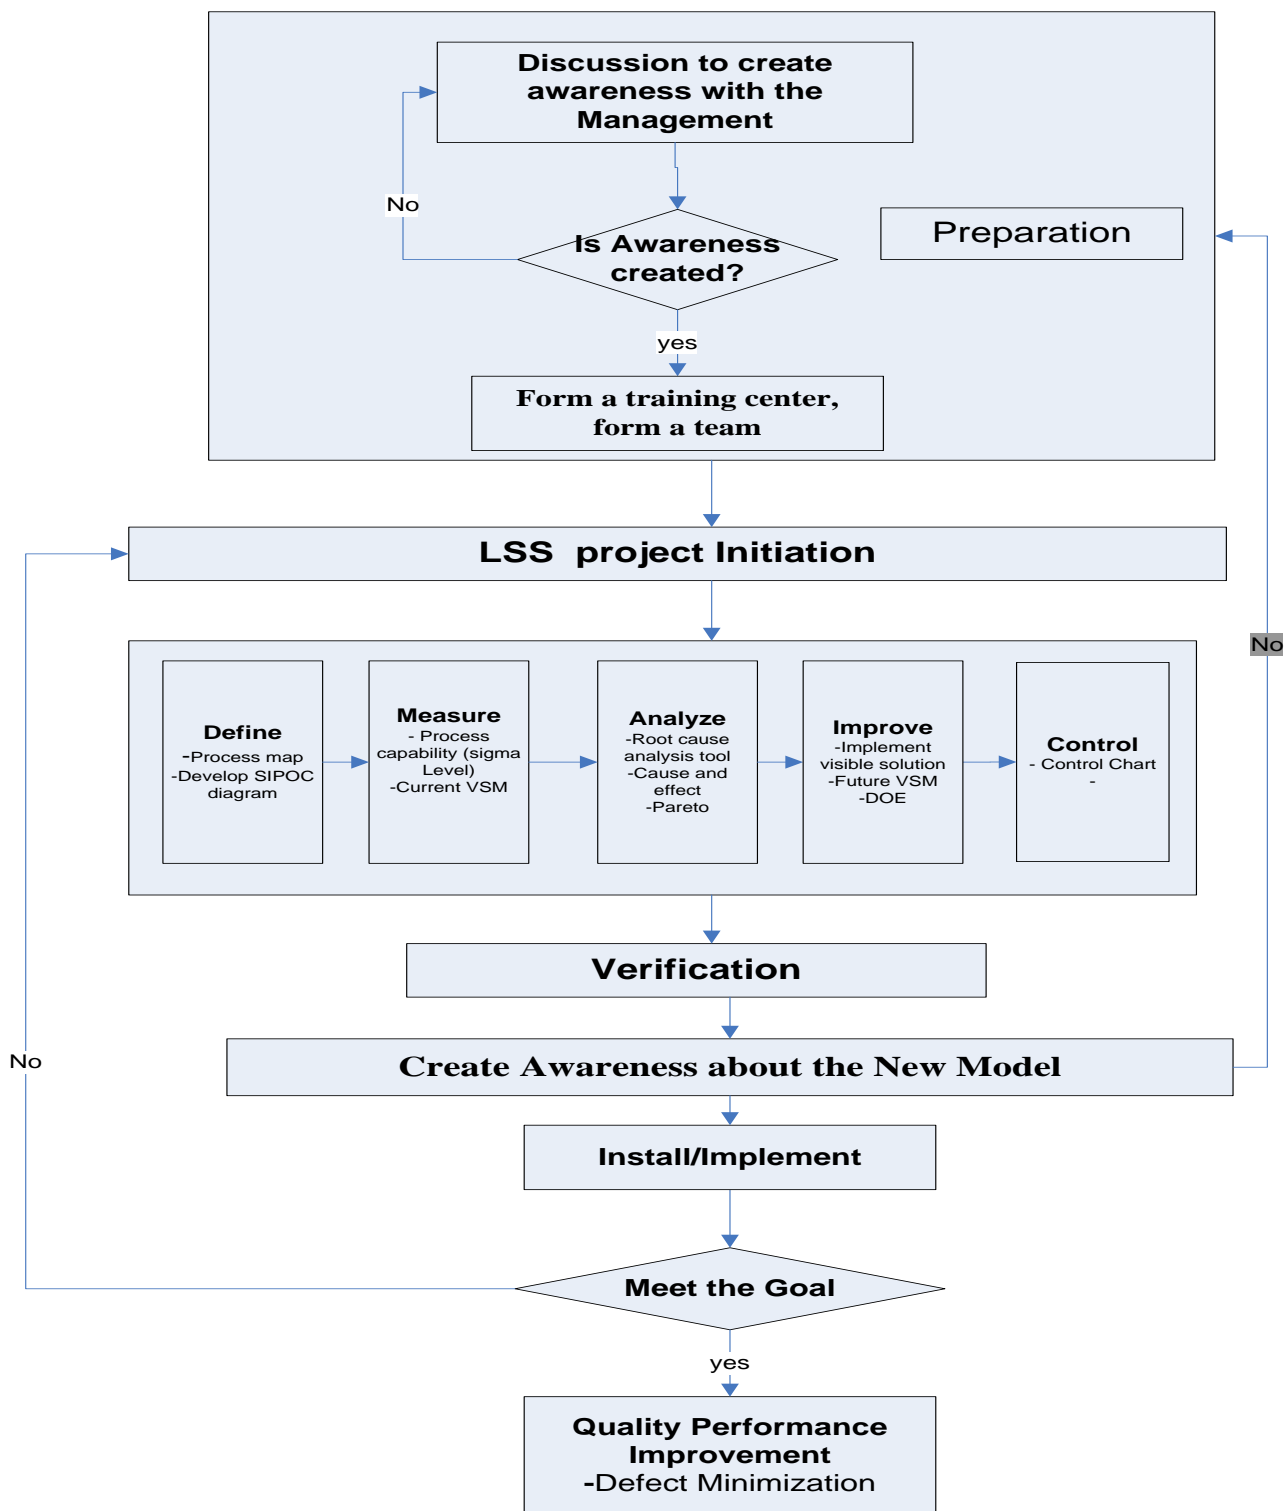 Discussion to create
awareness with the
Management
No
Is Awareness
created?
Preparation
yes
Form a training center,
form a team
LSS project Initiation
No
Define
-Process map
-Develop SIPOC
diagram
Measure
- Process
capability (sigma
Level)
-Current VSM
Analyze
-Root cause
analysis tool
-Cause and
effect
-Pareto
Improve
-Implement
visible solution
-Future VSM
-DOE
Control
- Control Chart
-
Verification
No
Create Awareness about the New Model
Install/Implement
Meet the Goal
yes
Quality Performance
Improvement
-Defect Minimization